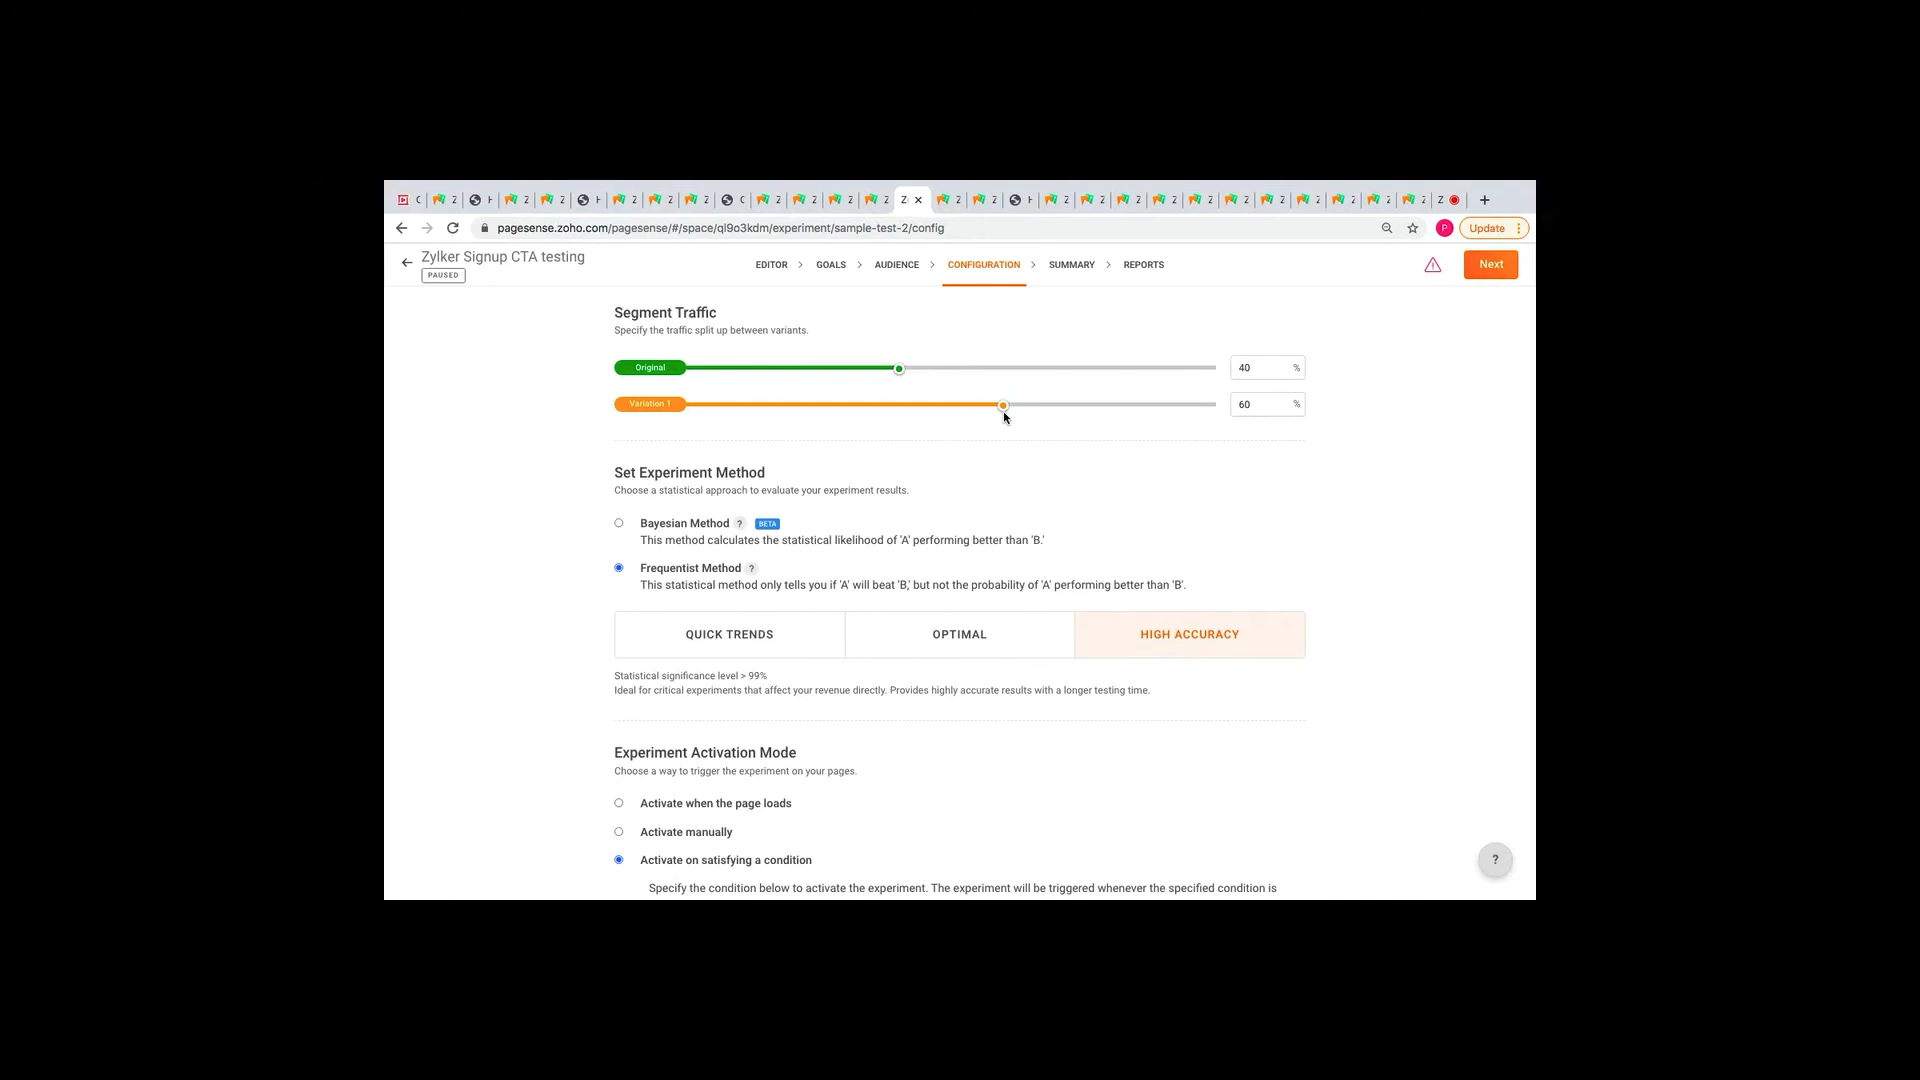 pagesense.zoho.com/pagesense/#/space/ql9o3kdm/experiment/sample-test-2/config
P
Update
Zylker Signup CTA testing
PAUSED
EDITOR > GOALS > AUDIENCE > CONFIGURATION > SUMMARY > REPORTS
Next
Segment Traffic
Specify the traffic split up between variants.
Original
40 %
Variation 1
60 %
Set Experiment Method
Choose a statistical approach to evaluate your experiment results.
Bayesian Method ? BETA
This method calculates the statistical likelihood of 'A' performing better than 'B.'
Frequentist Method ?
This statistical method only tells you if 'A' will beat 'B,' but not the probability of 'A' performing better than 'B'.
QUICK TRENDS
OPTIMAL
HIGH ACCURACY
Statistical significance level > 99%
Ideal for critical experiments that affect your revenue directly. Provides highly accurate results with a longer testing time.
Experiment Activation Mode
Choose a way to trigger the experiment on your pages.
Activate when the page loads
Activate manually
Activate on satisfying a condition
?
Specify the condition below to activate the experiment. The experiment will be triggered whenever the specified condition is